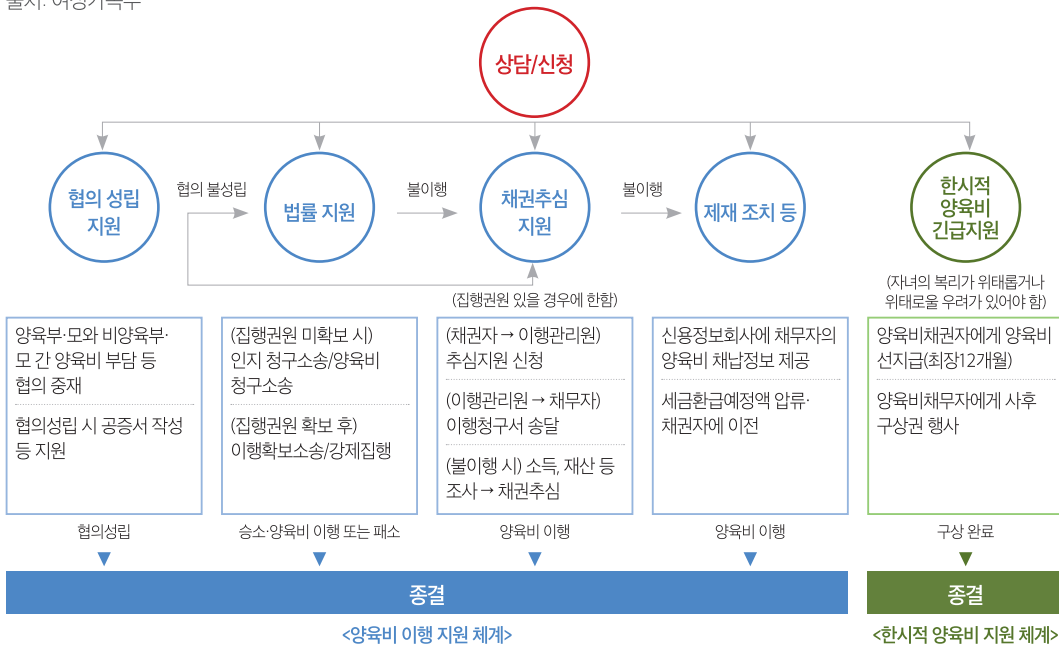 출처: 여성가족부
상담/신청
협의 성립
지원
협의 불성립
법률 지원
불이행
채권추심
지원
불이행
제재 조치 등
한시적
양육비
긴급지원
(집행권원 있을 경우에 한함)
(자녀의 복리가 위태롭거나
위태로울 우려가 있어야 함)
양육부·모와 비양육부·
모 간 양육비 부담 등
협의 중재
협의성립 시 공증서 작성
등 지원
(집행권원 미확보 시)
인지 청구소송/양육비
청구소송
(집행권원 확보 후)
이행확보소송/강제집행
(채권자 → 이행관리원)
추심지원 신청
(이행관리원 → 채무자)
이행청구서 송달
(불이행 시) 소득, 재산 등
조사 → 채권추심
신용정보회사에 채무자의
양육비 채납정보 제공
세금환급예정액 압류·
채권자에 이전
양육비채권자에게 양육비
선지급(최장12개월)
양육비채무자에게 사후
구상권 행사
협의성립
승소·양육비 이행 또는 패소
양육비 이행
양육비 이행
구상 완료
종결
종결
<양육비 이행 지원 체계>
<한시적 양육비 지원 체계>